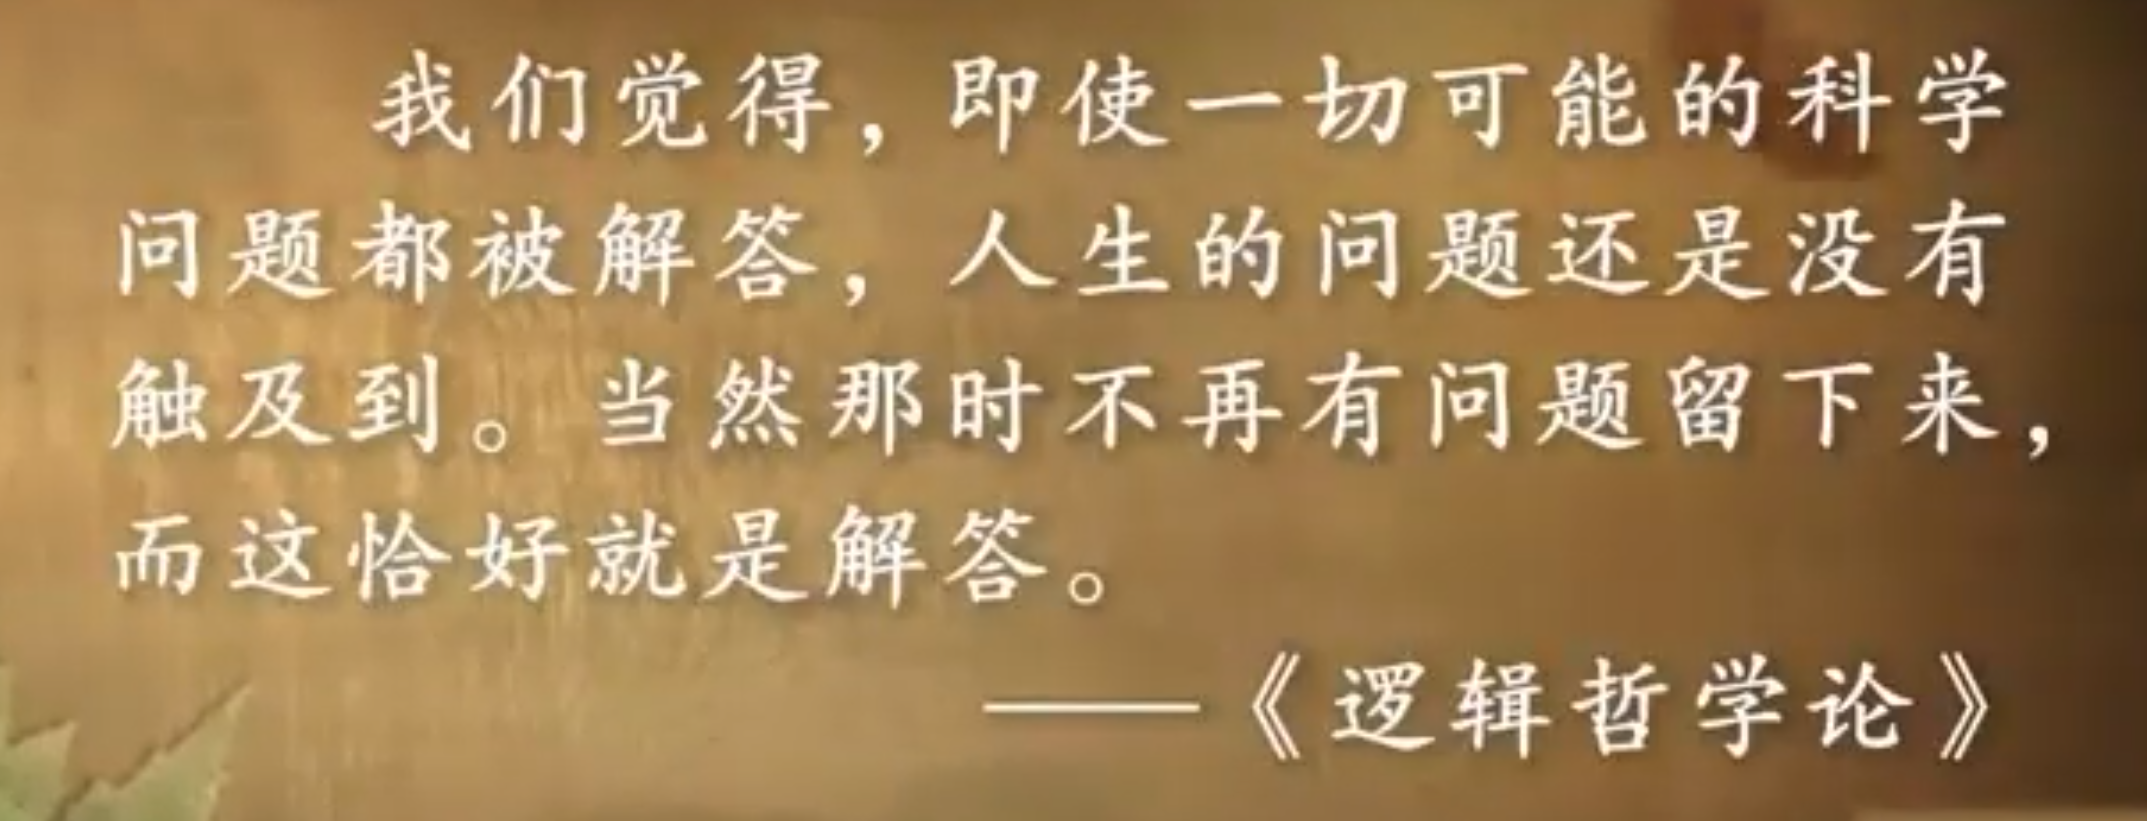 我们觉得，即使一切可能的科学
问题都被解答，人生的问题还是没有
触及到。当然那时不再有问题留下来，
而这恰好就是解答。
——《逻辑哲学论》